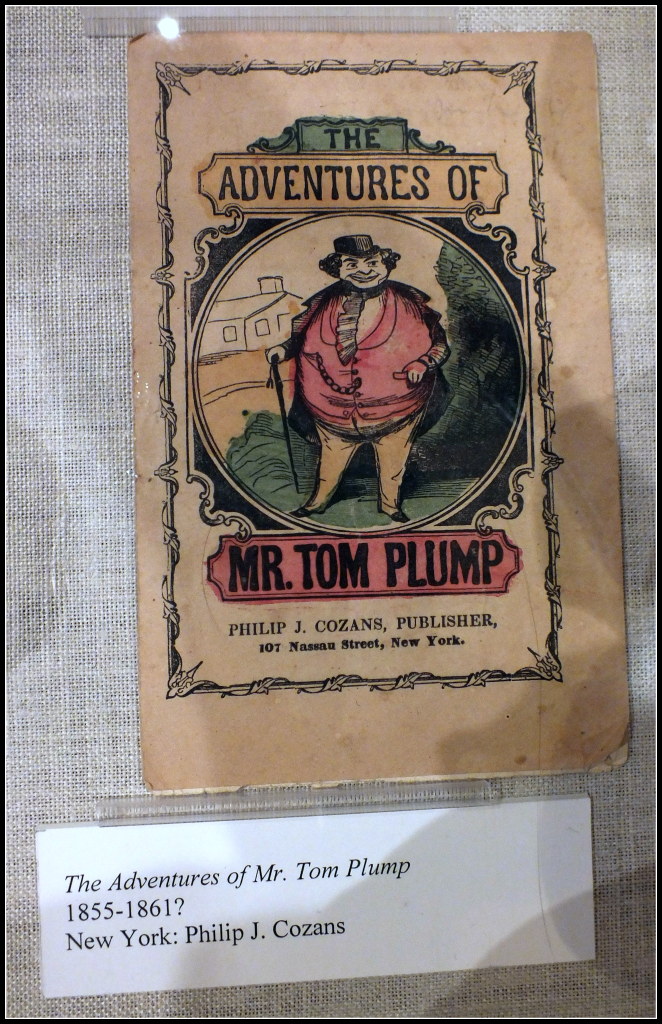 THE
ADVENTURES OF
MR. TOM PLUMP
PHILIP J. COZANS, PUBLISHER,
107 Nassau Street, New York.
The Adventures of Mr. Tom Plump
1855-1861?
New York: Philip J. Cozans